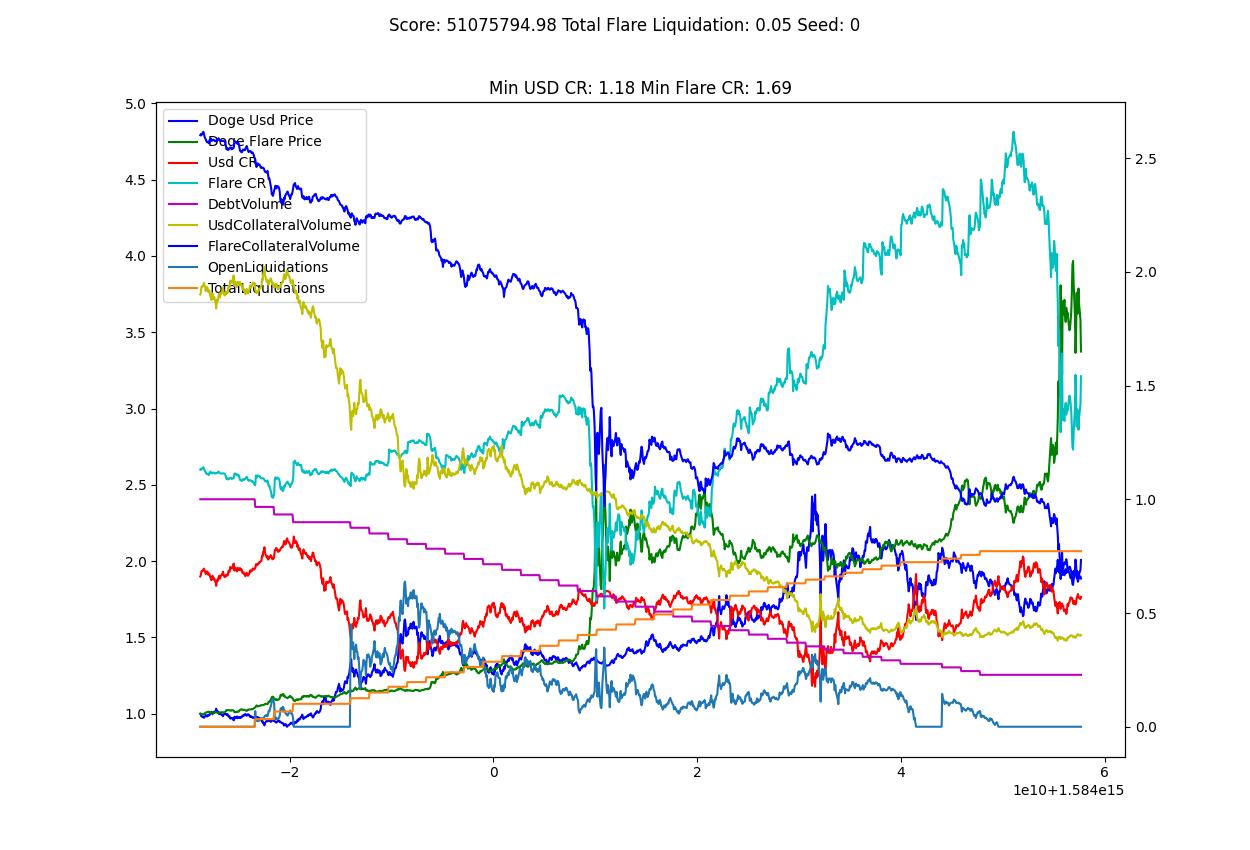 Score: 51075794.98 Total Flare Liquidation: 0.05 Seed: 0
Min USD CR: 1.18 Min Flare CR: 1.69
Doge Usd Price
Doge Flare Price
Usd CR
Flare CR
DebtVolume
UsdCollateralVolume
FlareCollateralVolume
OpenLiquidations
TotalLiquidations
5.0
4.5
4.0
3.5
3.0
2.5
2.0
1.5
1.0
2.5
2.0
1.5
1.0
0.5
0.0
−2 0 2 4 6
1e10+1.584e15